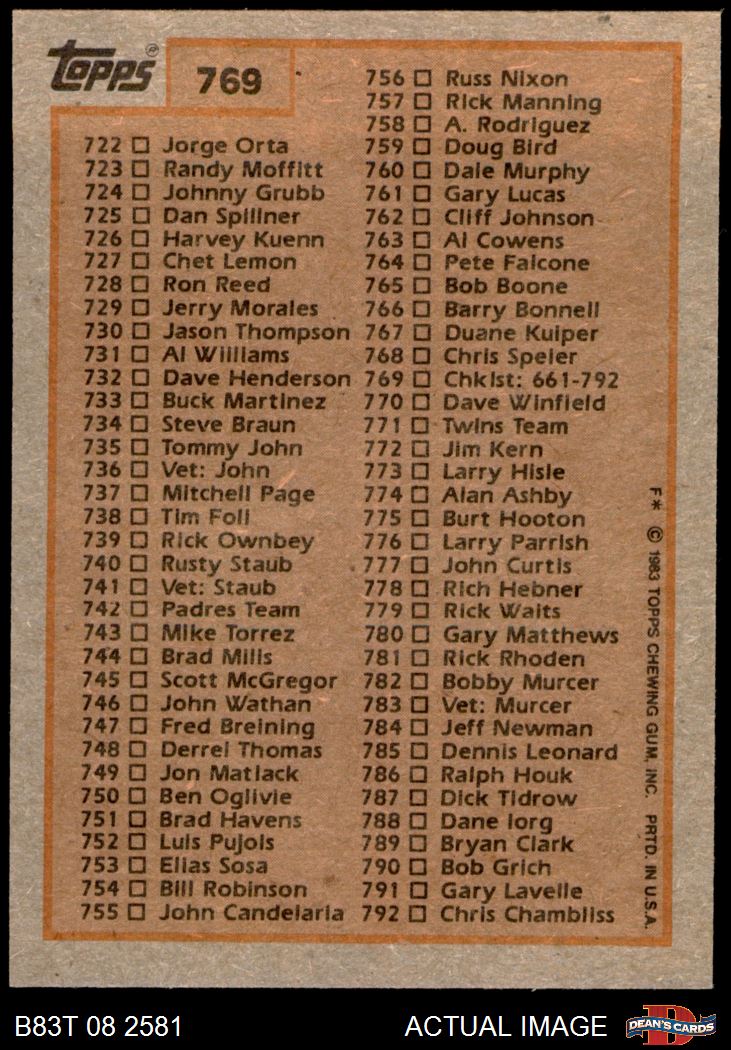 Topps ®
769
722 □ Jorge Orta
723 □ Randy Moffitt
724 □ Johnny Grubb
725 □ Dan Spillner
726 □ Harvey Kuenn
727 □ Chet Lemon
728 □ Ron Reed
729 □ Jerry Morales
730 □ Jason Thompson
731 □ Al Williams
732 □ Dave Henderson
733 □ Buck Martinez
734 □ Steve Braun
735 □ Tommy John
736 □ Vet: John
737 □ Mitchell Page
738 □ Tim Foli
739 □ Rick Ownbey
740 □ Rusty Staub
741 □ Vet: Staub
742 □ Padres Team
743 □ Mike Torrez
744 □ Brad Mills
745 □ Scott McGregor
746 □ John Wathan
747 □ Fred Breining
748 □ Derrel Thomas
749 □ Jon Matlack
750 □ Ben Oglivie
751 □ Brad Havens
752 □ Luis Pujols
753 □ Elias Sosa
754 □ Bill Robinson
755 □ John Candelaria
756 □ Russ Nixon
757 □ Rick Manning
758 □ A. Rodriguez
759 □ Doug Bird
760 □ Dale Murphy
761 □ Gary Lucas
762 □ Cliff Johnson
763 □ Al Cowens
764 □ Pete Falcone
765 □ Bob Boone
766 □ Barry Bonnell
767 □ Duane Kuiper
768 □ Chris Speier
769 □ Chklst: 661-792
770 □ Dave Winfield
771 □ Twins Team
772 □ Jim Kern
773 □ Larry Hisle
774 □ Alan Ashby
775 □ Burt Hooton
776 □ Larry Parrish
777 □ John Curtis
778 □ Rich Hebner
779 □ Rick Waits
780 □ Gary Matthews
781 □ Rick Rhoden
782 □ Bobby Murcer
783 □ Vet: Murcer
784 □ Jeff Newman
785 □ Dennis Leonard
786 □ Ralph Houk
787 □ Dick Tidrow
788 □ Dane Iorg
789 □ Bryan Clark
790 □ Bob Grich
791 □ Gary Lavelle
792 □ Chris Chambliss
F* © 1983 TOPPS CHEWING GUM, INC. PRTD. IN U.S.A.
B83T 08 2581
ACTUAL IMAGE
D
DEAN'S CARDS